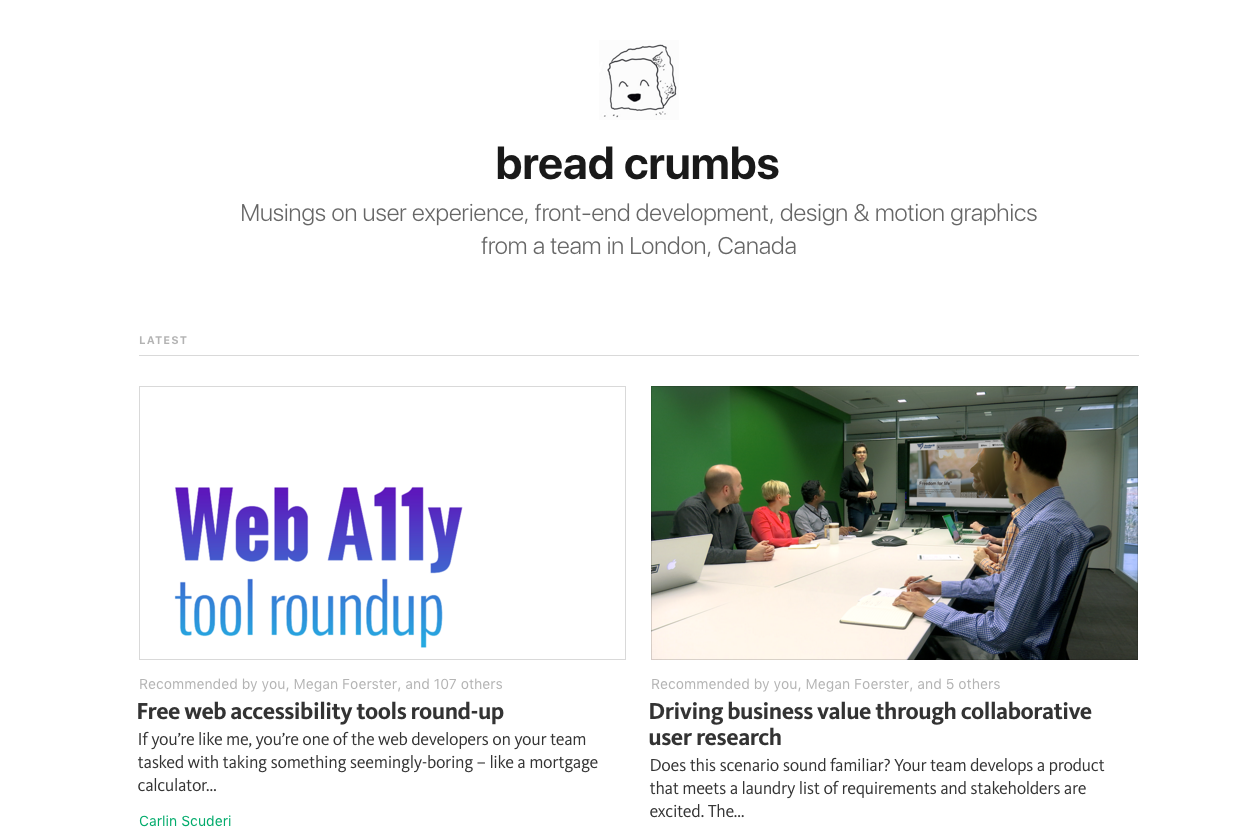 bread crumbs
Musings on user experience, front-end development, design & motion graphics
from a team in London, Canada
LATEST
Web A11y
tool roundup
Freedom for life
Recommended by you, Megan Foerster, and 107 others
Free web accessibility tools round-up
If you’re like me, you’re one of the web developers on your team
tasked with taking something seemingly-boring – like a mortgage
calculator...
Carlin Scuderi
Recommended by you, Megan Foerster, and 5 others
Driving business value through collaborative
user research
Does this scenario sound familiar? Your team develops a product
that meets a laundry list of requirements and stakeholders are
excited. The...